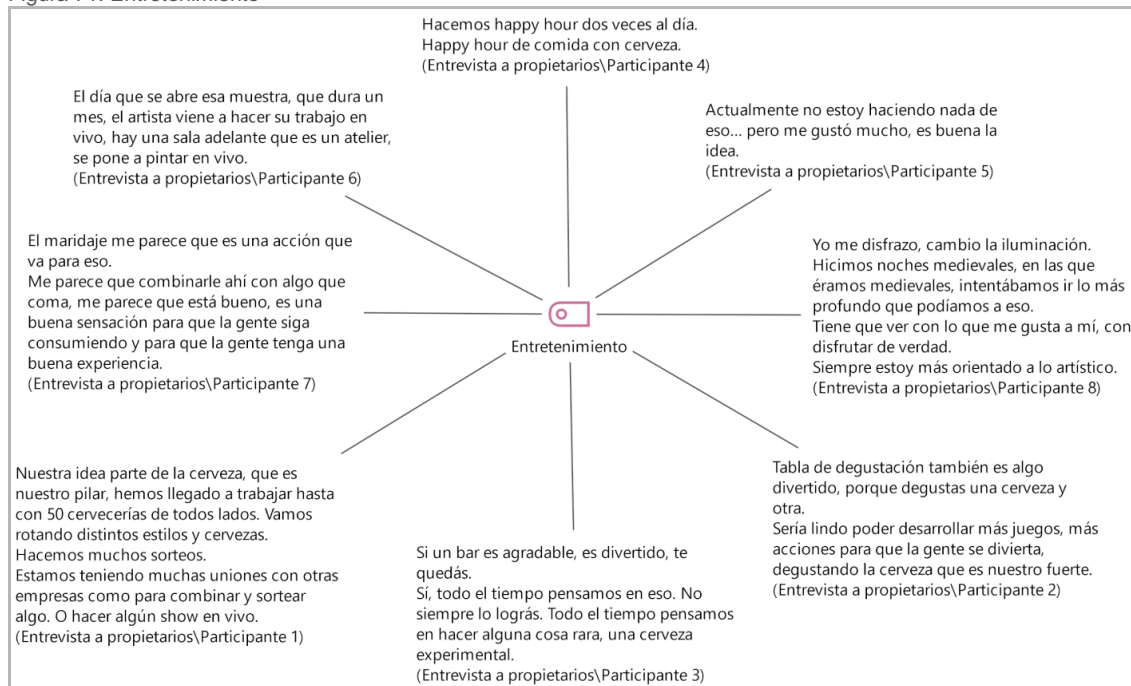 Hacemos happy hour dos veces al día.
Happy hour de comida con cerveza.
(Entrevista a propietarios\Participante 4)
El día que se abre esa muestra, que dura un
mes, el artista viene a hacer su trabajo en
vivo, hay una sala adelante que es un atelier,
se pone a pintar en vivo.
(Entrevista a propietarios\Participante 6)
Actualmente no estoy haciendo nada de
eso... pero me gustó mucho, es buena la
idea.
(Entrevista a propietarios\Participante 5)
El maridaje me parece que es una acción que
va para eso.
Me parece que combinarle ahí con algo que
coma, me parece que está bueno, es una
buena sensación para que la gente siga
consumiendo y para que la gente tenga una
buena experiencia.
(Entrevista a propietarios\Participante 7)
Entretenimiento
Yo me disfrazo, cambio la iluminación.
Hicimos noches medievales, en las que
éramos medievales, intentábamos ir lo más
profundo que podíamos a eso.
Tiene que ver con lo que me gusta a mí, con
disfrutar de verdad.
Siempre estoy más orientado a lo artístico.
(Entrevista a propietarios\Participante 8)
Nuestra idea parte de la cerveza, que es
nuestro pilar, hemos llegado a trabajar hasta
con 50 cervecerías de todos lados. Vamos
rotando distintos estilos y cervezas.
Hacemos muchos sorteos.
Estamos teniendo muchas uniones con otras
empresas como para combinar y sortear
algo. O hacer algún show en vivo.
(Entrevista a propietarios\Participante 1)
Si un bar es agradable, es divertido, te
quedás.
Sí, todo el tiempo pensamos en eso. No
siempre lo lográs. Todo el tiempo pensamos
en hacer alguna cosa rara, una cerveza
experimental.
(Entrevista a propietarios\Participante 3)
Tabla de degustación también es algo
divertido, porque degustas una cerveza y
otra.
Sería lindo poder desarrollar más juegos, más
acciones para que la gente se divierta,
degustando la cerveza que es nuestro fuerte.
(Entrevista a propietarios\Participante 2)